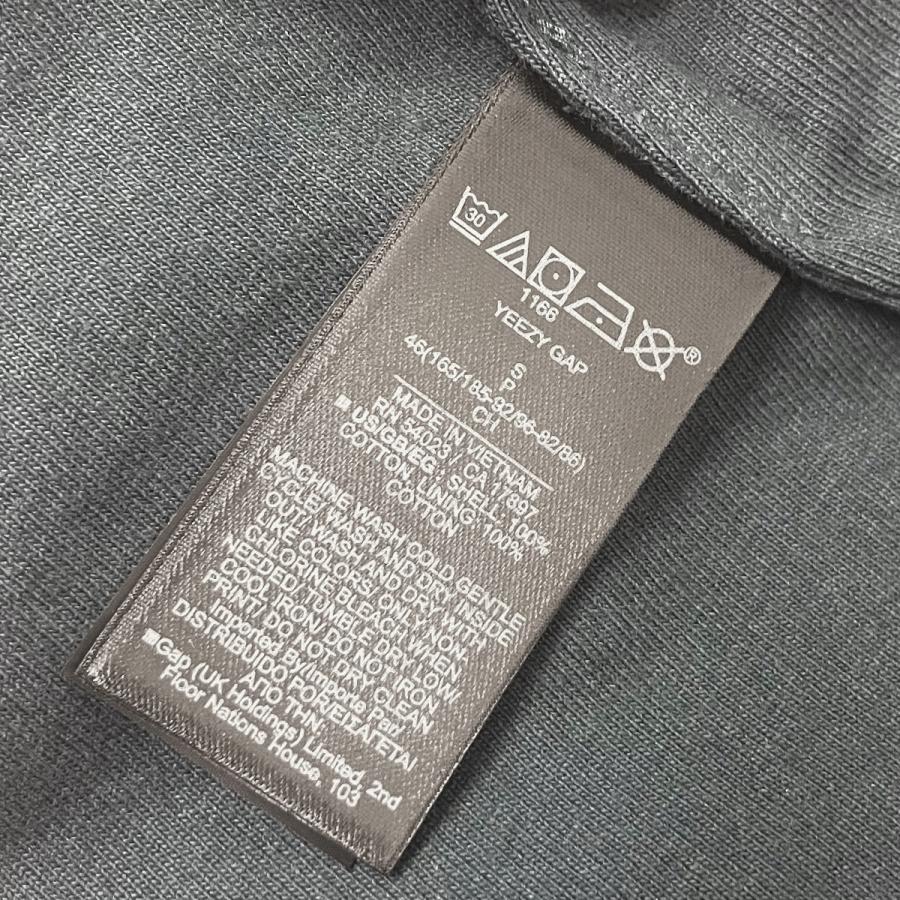 30
®
1166
YEEZY GAP
S
P
46(165/185-92/96-82/86)
CH
MADE IN VIETNAM
RN 54023 / CA 17897
US/GB/EG, SHELL, 100%
COTTON, LINING, 100%
COTTON
MACHINE WASH COLD GENTLE
CYCLE/ WASH AND DRY INSIDE
OUT/ WASH AND DRY WITH
LIKE COLORS/ ONLY NON-
CHLORINE BLEACH WHEN
NEEDED/ TUMBLE DRY LOW/
COOL IRON/DO NOT IRON
PRINT/ DO NOT DRY CLEAN
Imported By/Importe Par/
DISTRIBUIDO POR/ΕΙΣΑΓΕΤΑΙ
ΑΠΟ ΤΗΝ:
Gap (UK Holdings) Limited, 2nd
Floor Nations House, 103